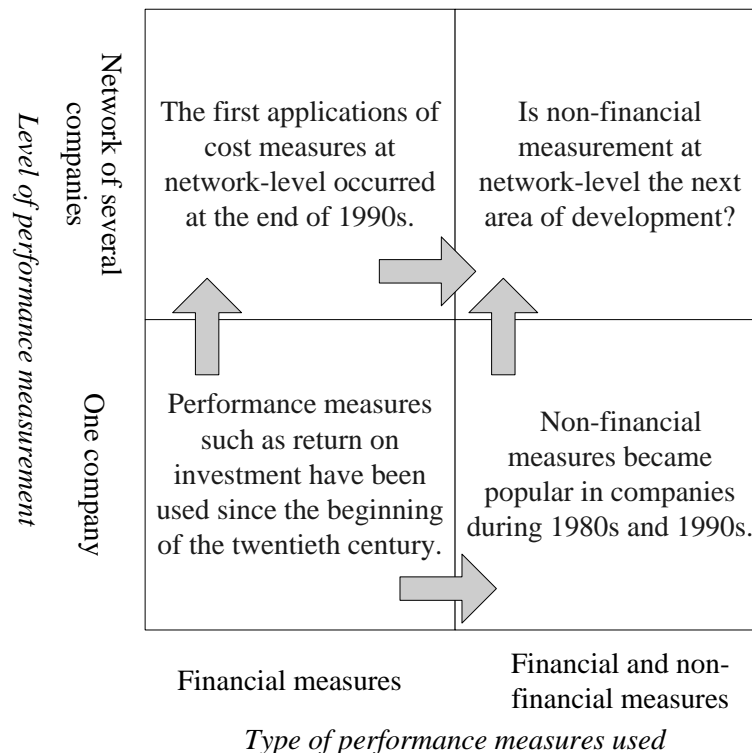 Level of performance measurement
Network of several
companies
One company
The first applications of
cost measures at
network-level occurred
at the end of 1990s.
Is non-financial
measurement at
network-level the next
area of development?
Performance measures
such as return on
investment have been
used since the beginning
of the twentieth century.
Non-financial
measures became
popular in companies
during 1980s and 1990s.
Financial measures
Financial and non-
financial measures
Type of performance measures used